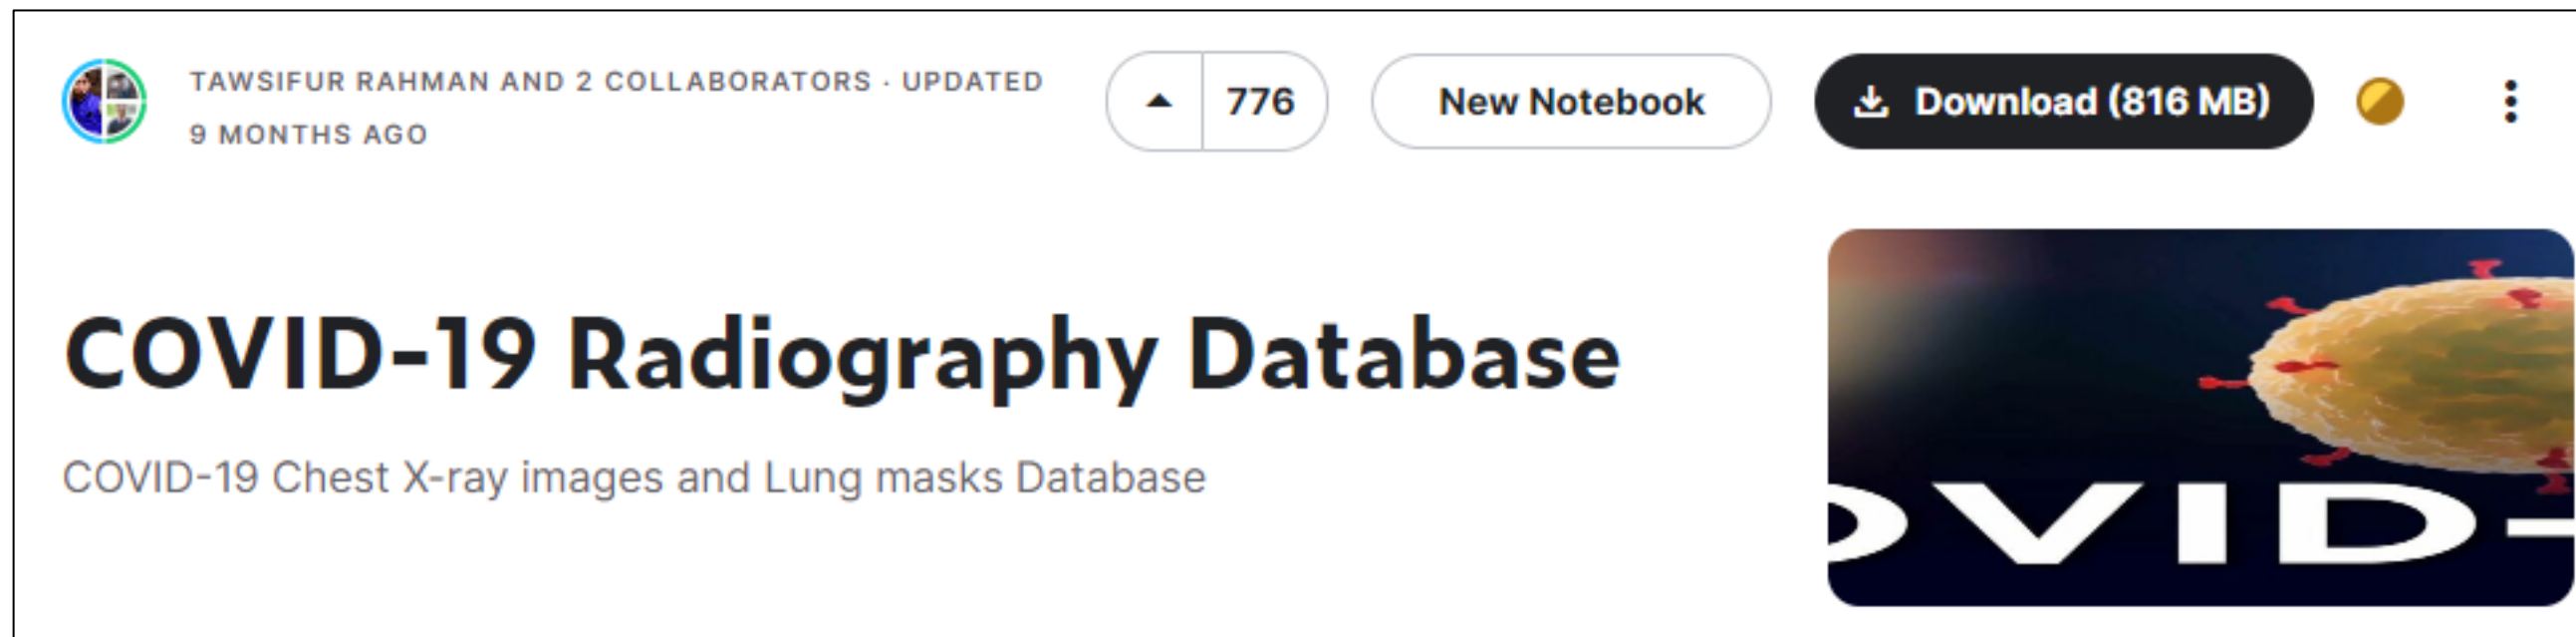 TAWSIFUR RAHMAN AND 2 COLLABORATORS · UPDATED
9 MONTHS AGO
776
New Notebook
Download (816 MB)
COVID-19 Radiography Database
COVID-19 Chest X-ray images and Lung masks Database
OVID-